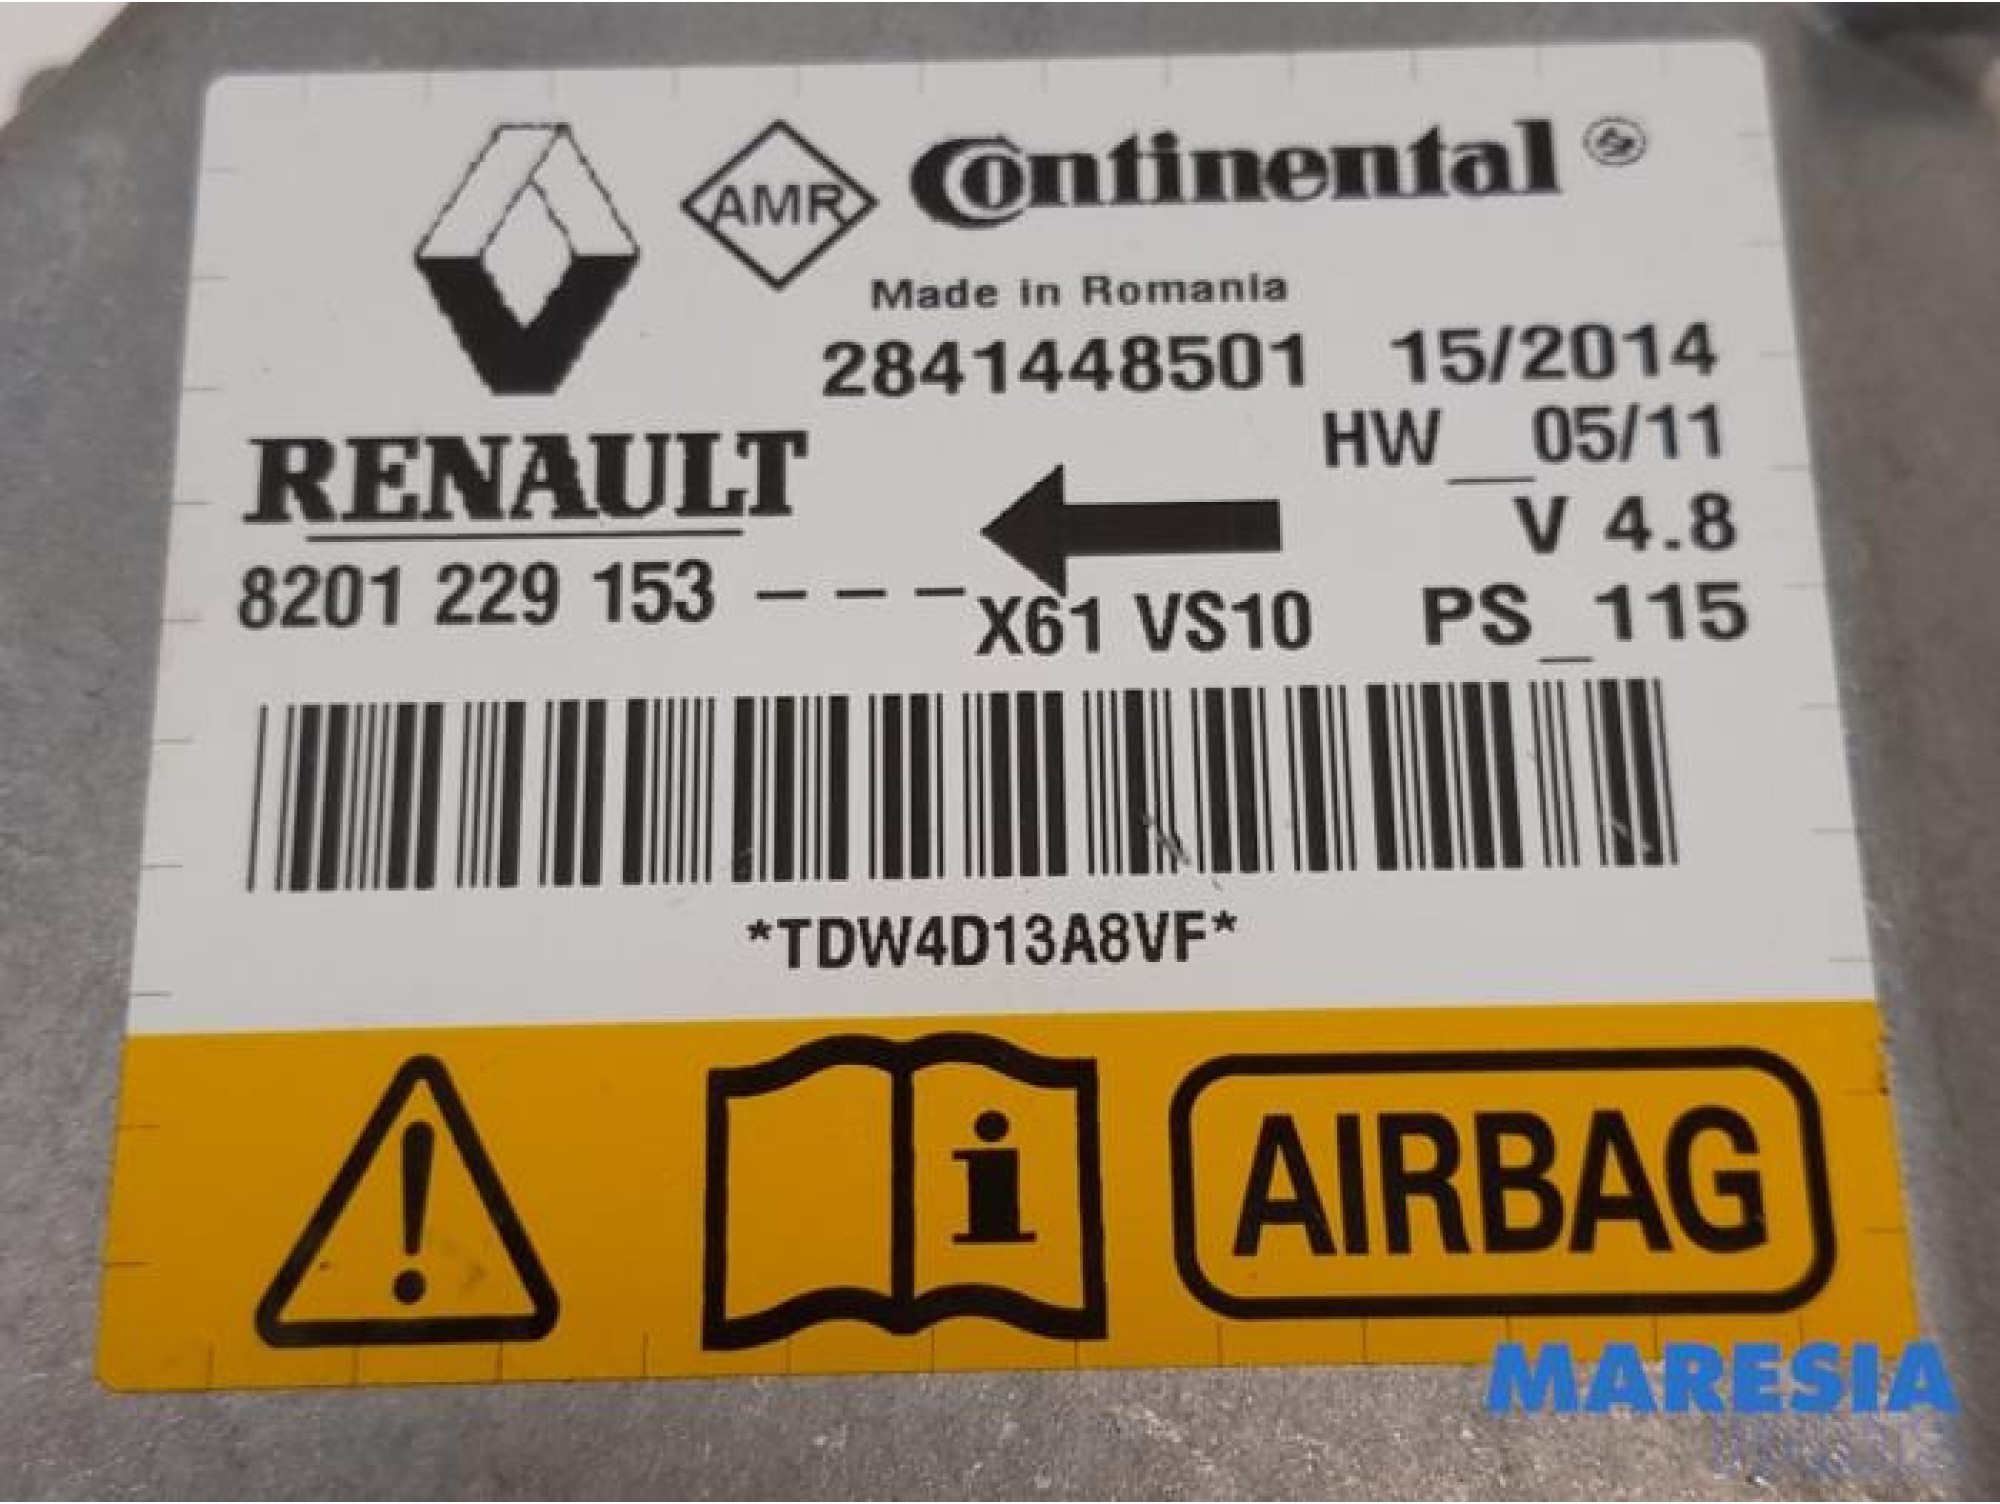 AMR
Continental
Made in Romania
2841448501 15/2014
HW_05/11
RENAULT
V 4.8
8201 229 153 ---
X61 VS10
PS_115
*TDW4D13A8VF*
i
AIRBAG
MARESIA